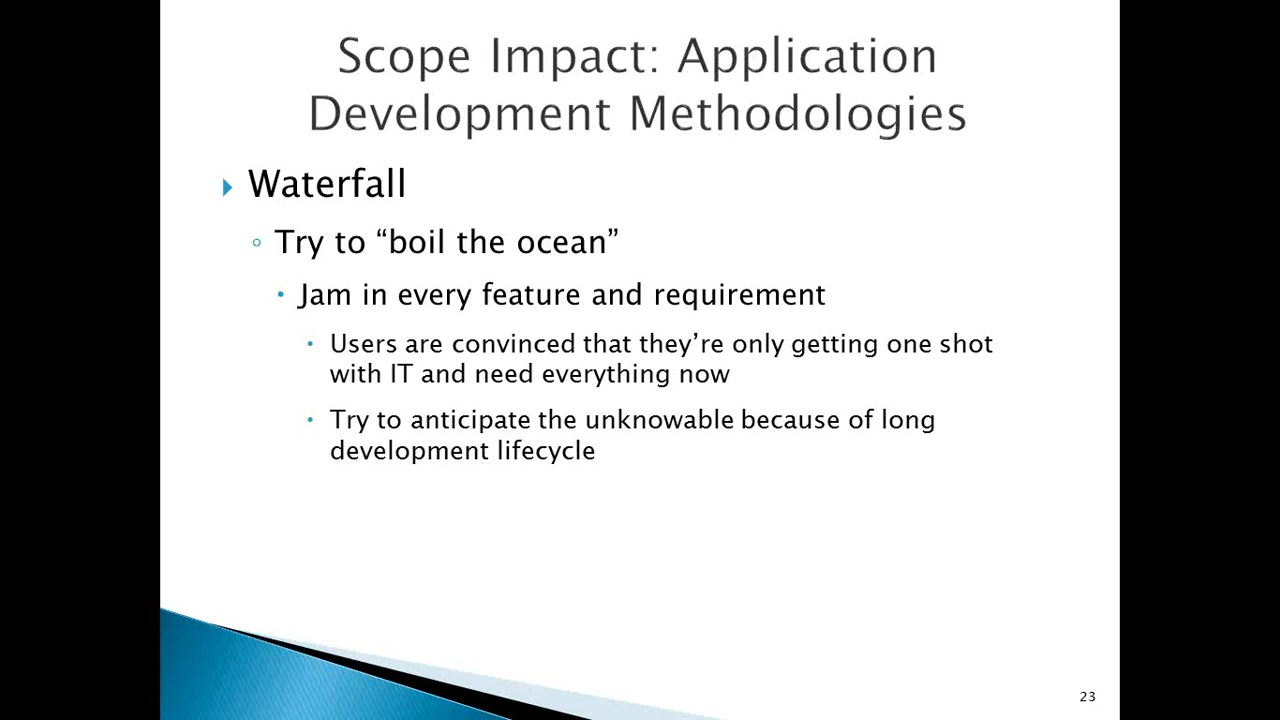 Scope Impact: Application
Development Methodologies
Waterfall
Try to “boil the ocean”
Jam in every feature and requirement
Users are convinced that they’re only getting one shot
with IT and need everything now
Try to anticipate the unknowable because of long
development lifecycle
23